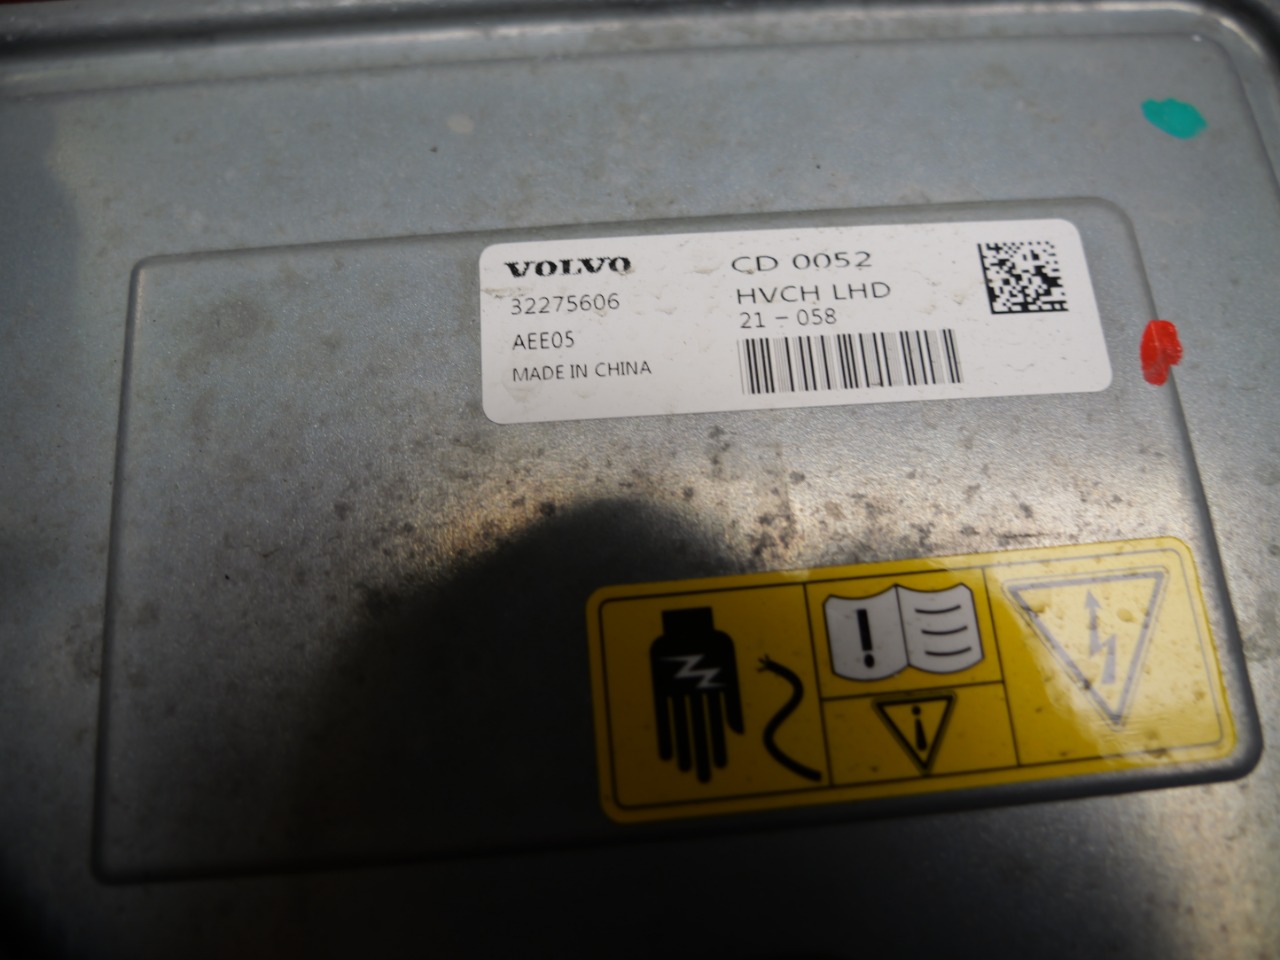 VOLVO
32275606
AEE05
MADE IN CHINA
CD 0052
HVCH LHD
21 - 058